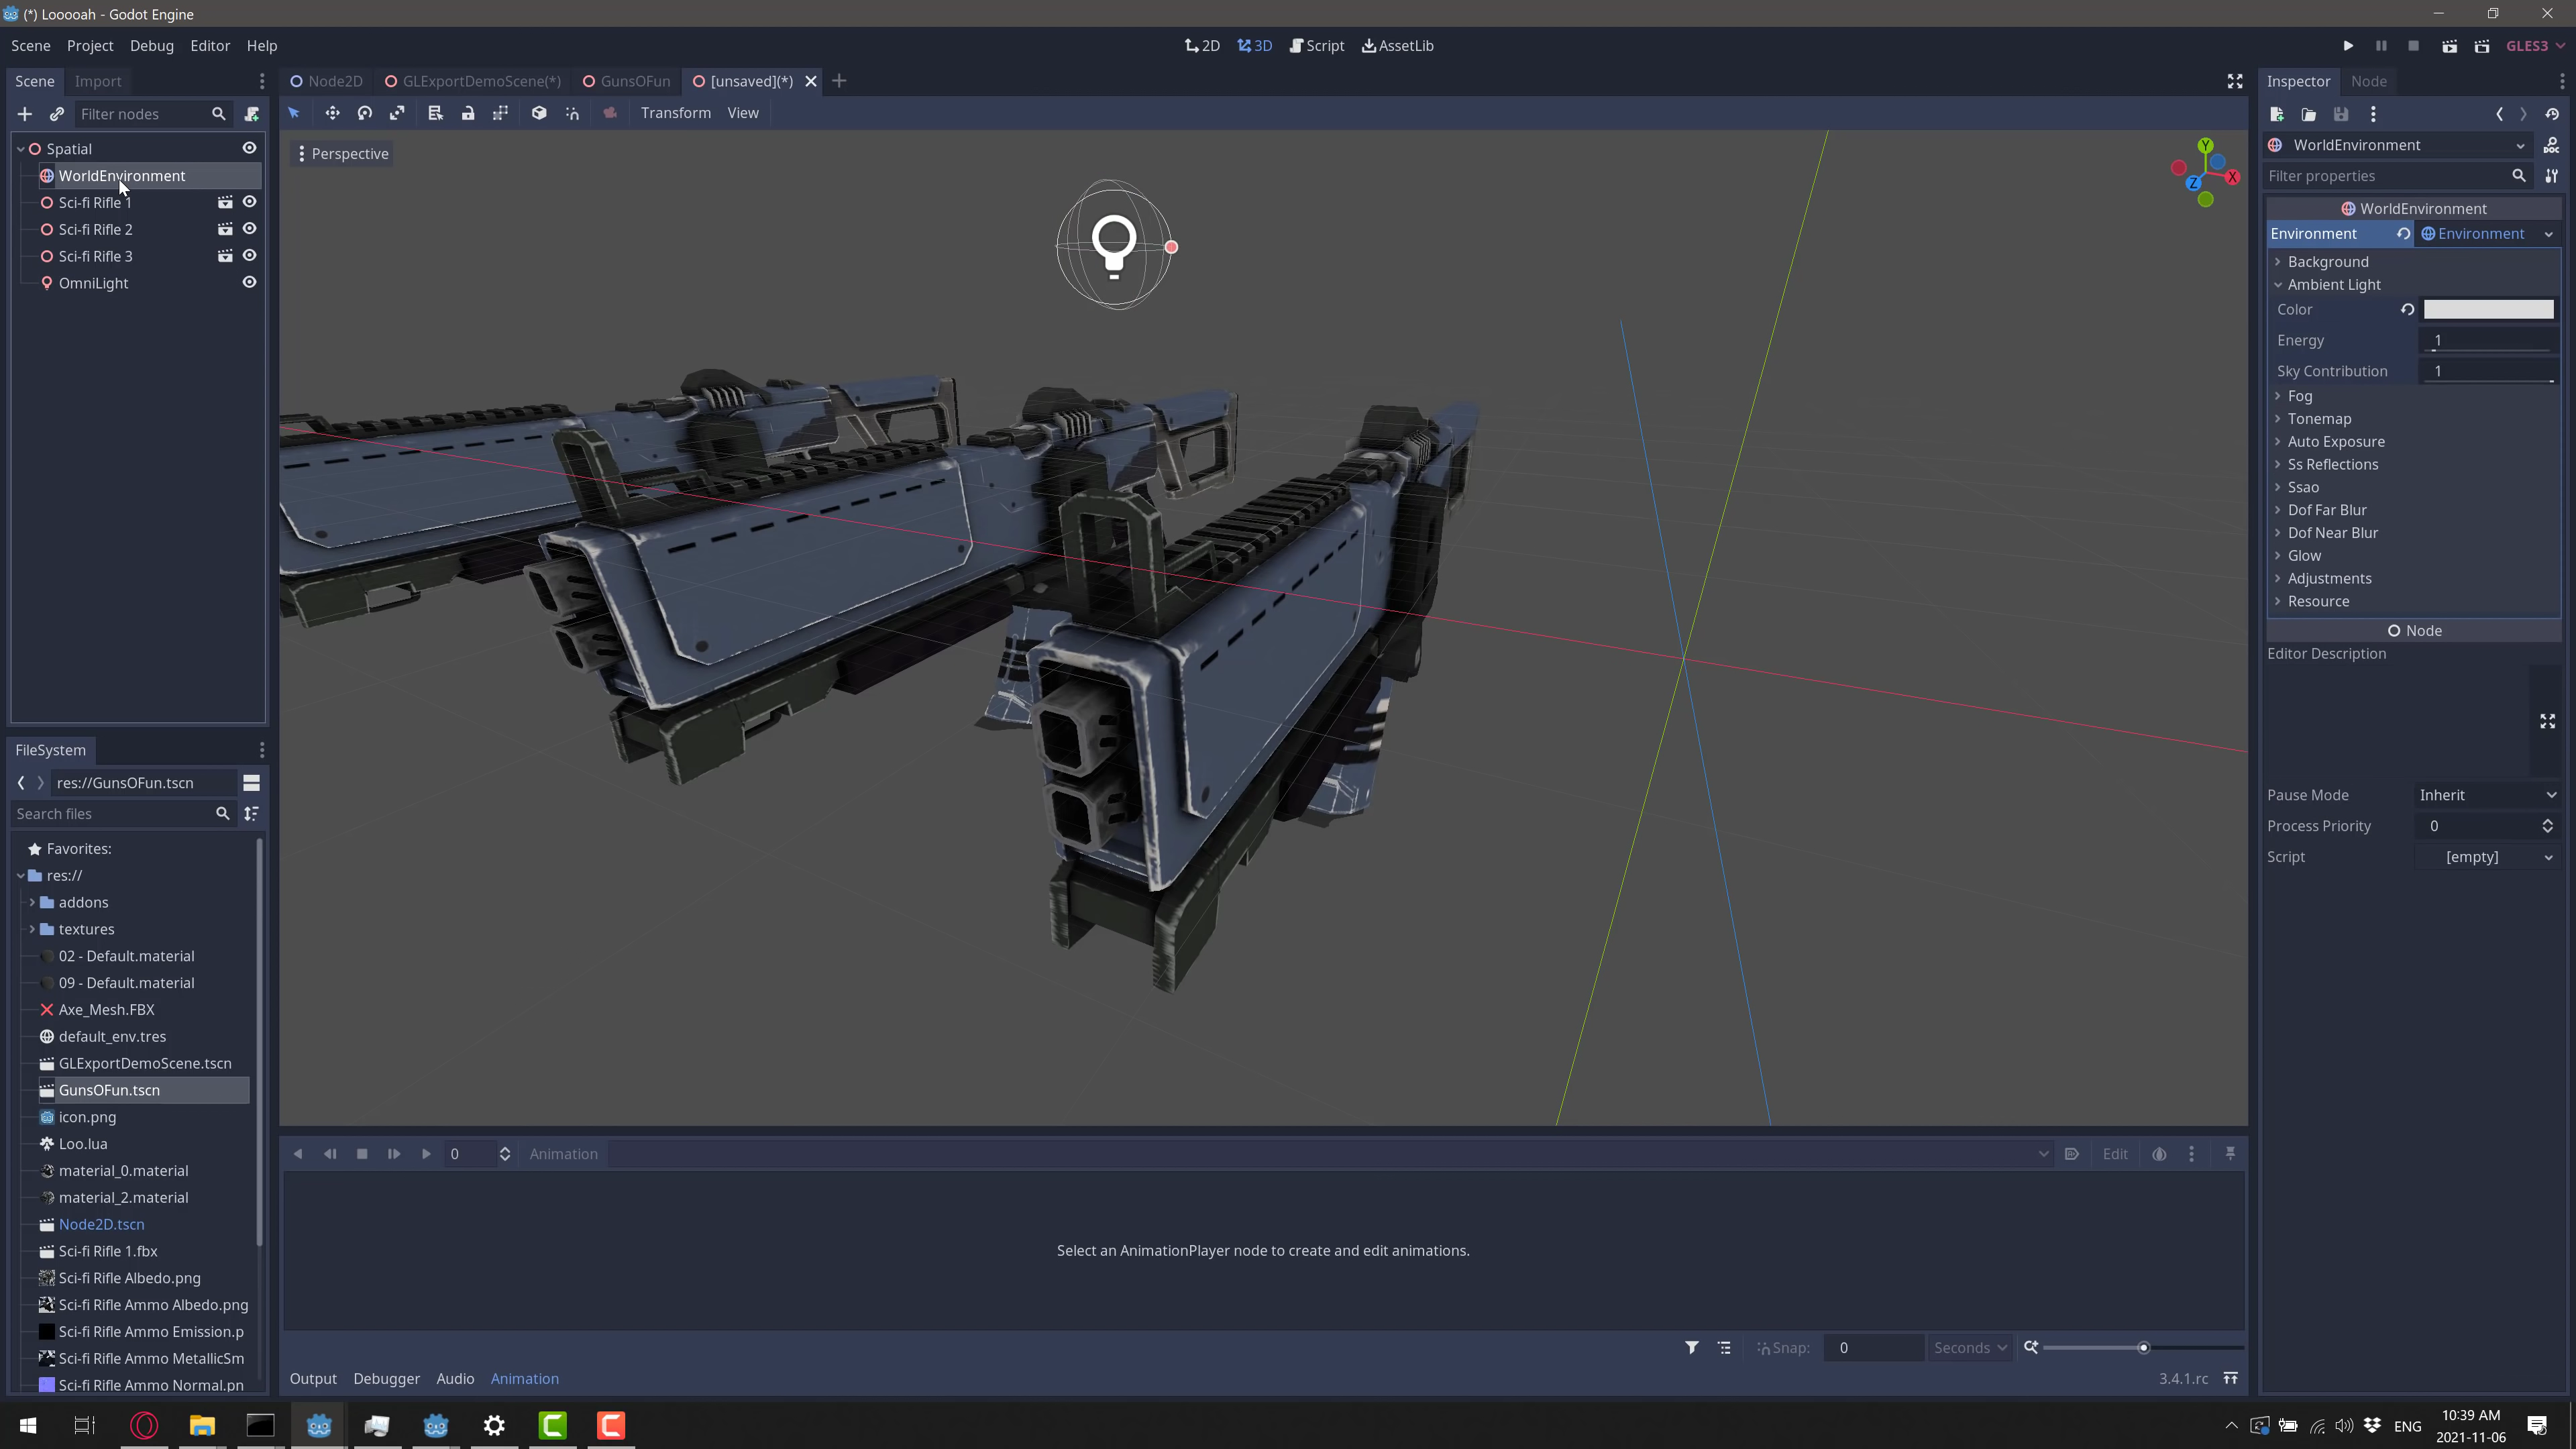 (*) Looooah - Godot Engine
Scene Project Debug Editor Help
2D 3D Script AssetLib
GLES3
Scene Import
Node2D GLExportDemoScene(*) GunsOFun [unsaved](*)
Inspector Node
Filter nodes
Transform View
Spatial
WorldEnvironment
Sci-fi Rifle 1
Sci-fi Rifle 2
Sci-fi Rifle 3
OmniLight
Perspective
Y
X
Z
WorldEnvironment
DOC
Filter properties
WorldEnvironment
Environment Environment
Background
Ambient Light
Color
Energy 1
Sky Contribution 1
Fog
Tonemap
Auto Exposure
Ss Reflections
Ssao
Dof Far Blur
Dof Near Blur
Glow
Adjustments
Resource
Node
Editor Description
Pause Mode Inherit
Process Priority 0
Script [empty]
FileSystem
res://GunsOFun.tscn
Search files
Favorites:
res://
addons
textures
02 - Default.material
09 - Default.material
Axe_Mesh.FBX
default_env.tres
GLExportDemoScene.tscn
GunsOFun.tscn
icon.png
Loo.lua
material_0.material
material_2.material
Node2D.tscn
Sci-fi Rifle 1.fbx
Sci-fi Rifle Albedo.png
Sci-fi Rifle Ammo Albedo.png
Sci-fi Rifle Ammo Emission.p
Sci-fi Rifle Ammo MetallicSm
Sci-fi Rifle Ammo Normal.pn
0 Animation Edit
Select an AnimationPlayer node to create and edit animations.
Snap: 0 Seconds
Output Debugger Audio Animation
3.4.1.rc
ENG
10:39 AM
2021-11-06